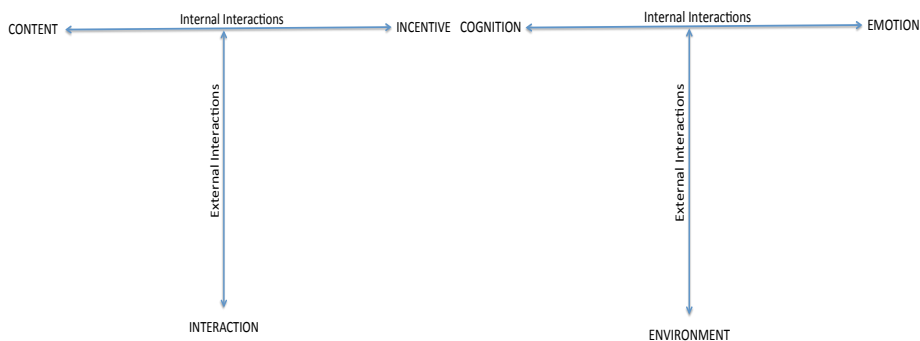 Internal Interactions
CONTENT
INCENTIVE
External Interactions
INTERACTION
Internal Interactions
COGNITION
EMOTION
External Interactions
ENVIRONMENT